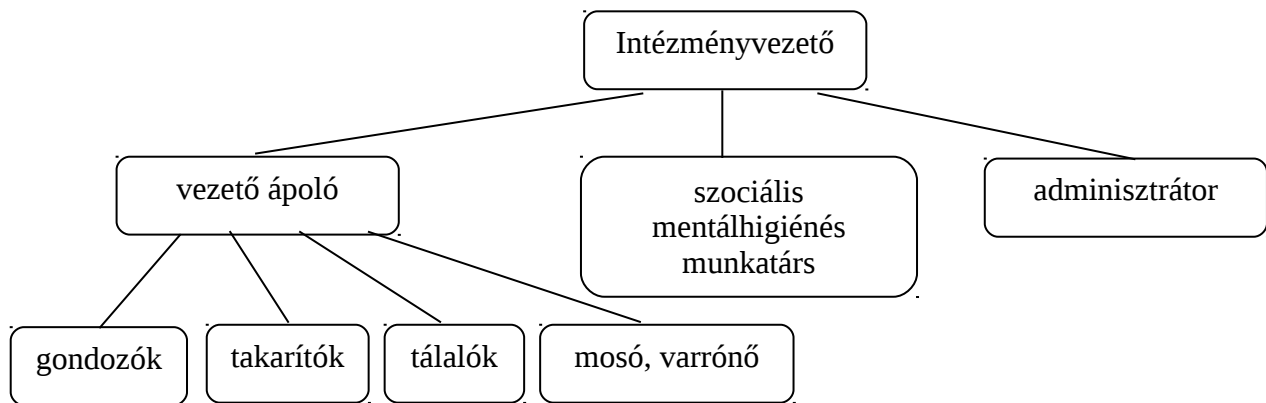 Intézményvezető
vezető ápoló
szociális
mentálhigiénés
munkatárs
adminisztrátor
gondozók
takarítók
tálalók
mosó, varrónő